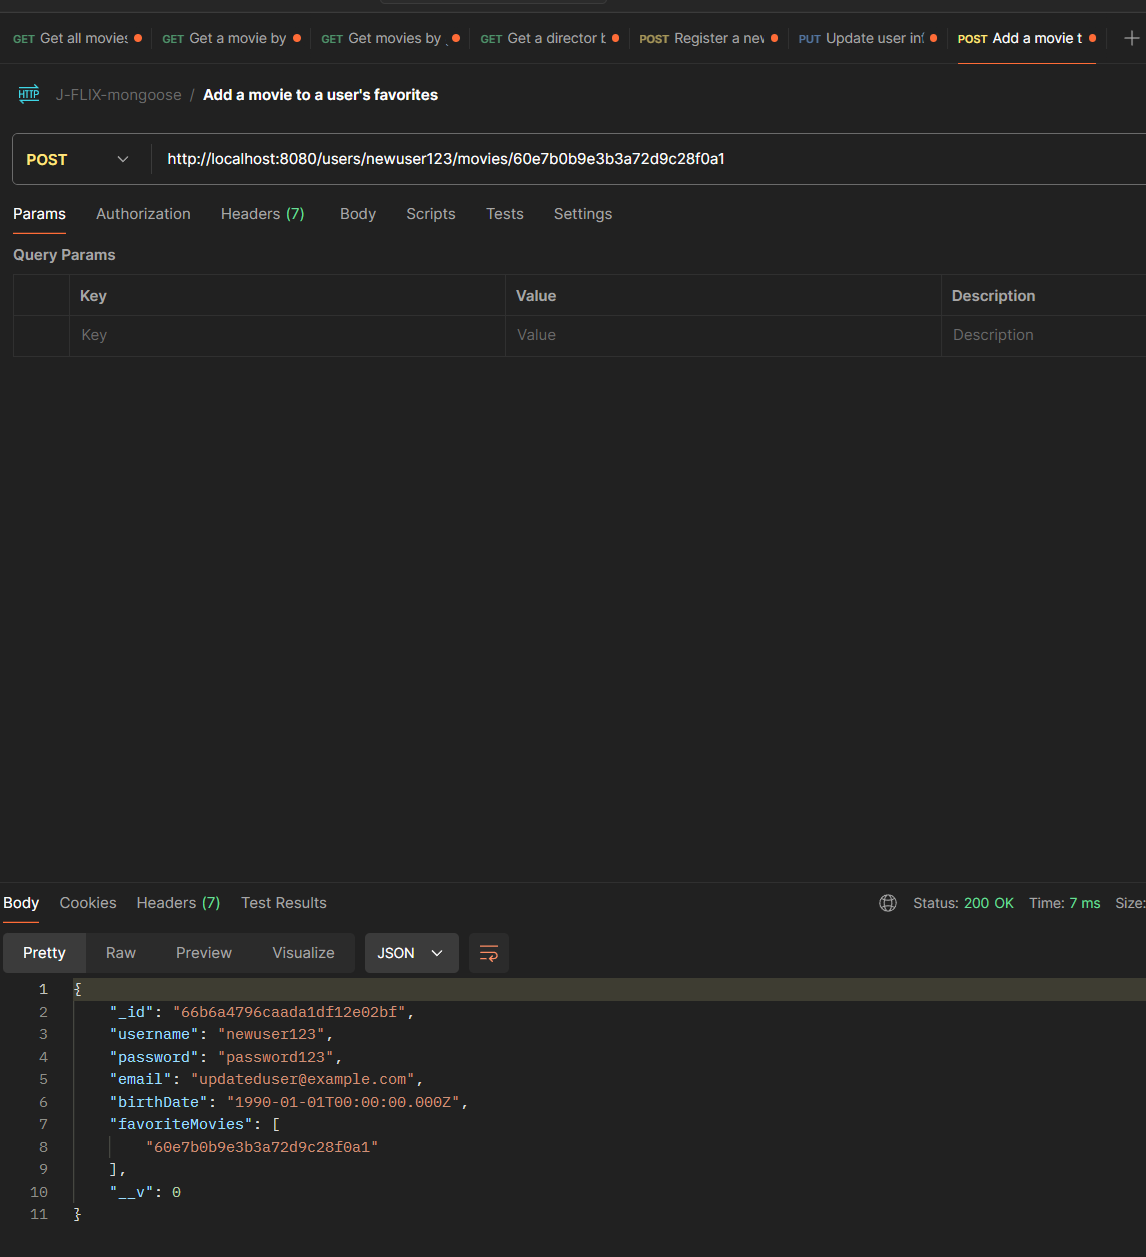 GET Get all movies GET Get a movie by GET Get movies by GET Get a director b POST Register a new PUT Update user inf POST Add a movie t
HTTP J-FLIX-mongoose / Add a movie to a user's favorites
POST http://localhost:8080/users/newuser123/movies/60e7b0b9e3b3a72d9c28f0a1
Params Authorization Headers (7) Body Scripts Tests Settings
Query Params
Key Value Description
Key Value Description
Body Cookies Headers (7) Test Results Status: 200 OK Time: 7 ms Size:
Pretty Raw Preview Visualize JSON
1 {
2 "_id": "66b6a4796caada1df12e02bf",
3 "username": "newuser123",
4 "password": "password123",
5 "email": "updateduser@example.com",
6 "birthDate": "1990-01-01T00:00:00.000Z",
7 "favoriteMovies": [
8 "60e7b0b9e3b3a72d9c28f0a1"
9 ],
10 "__v": 0
11 }